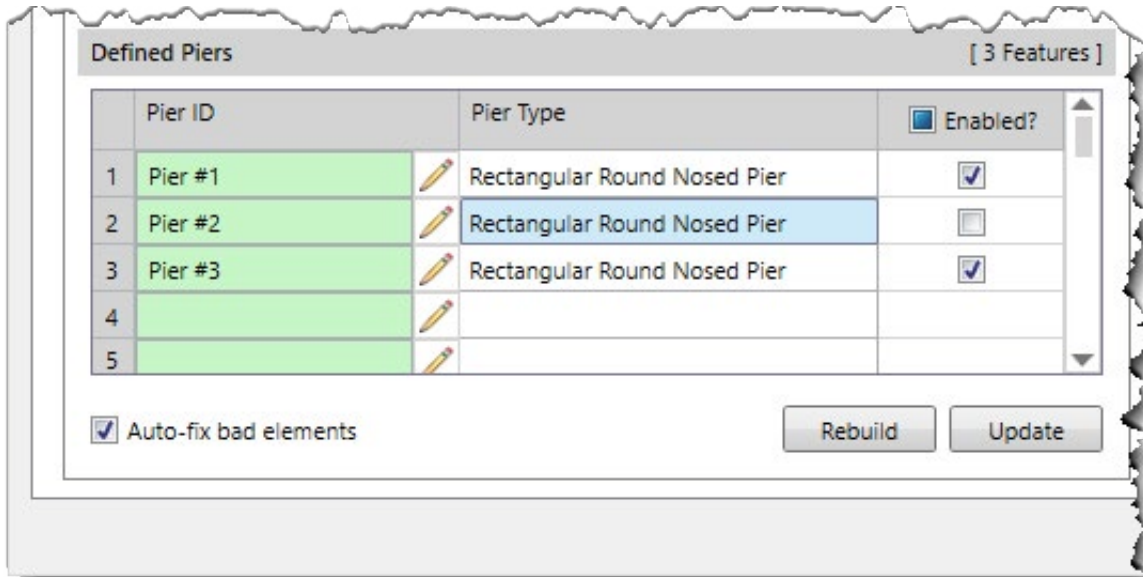 Defined Piers [ 3 Features ]
Pier ID Pier Type Enabled?
1 Pier #1 Rectangular Round Nosed Pier
2 Pier #2 Rectangular Round Nosed Pier
3 Pier #3 Rectangular Round Nosed Pier
4
5
Auto-fix bad elements Rebuild Update